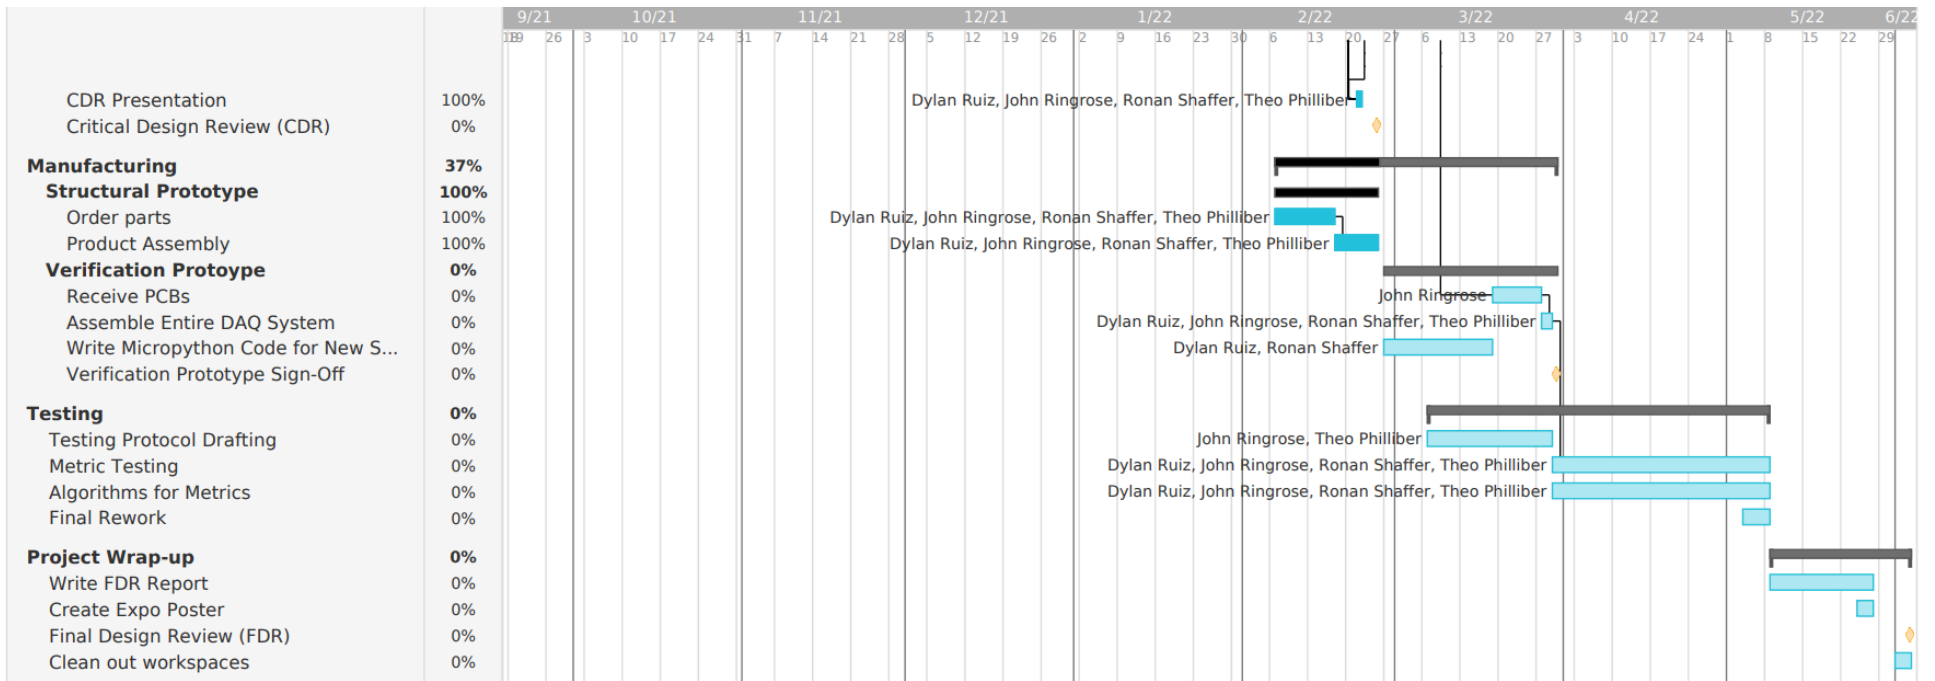 9/21 10/21 11/21 12/21 1/22 2/22 3/22 4/22 5/22 6/22
19 26 3 10 17 24 31 7 14 21 28 5 12 19 26 2 9 16 23 30 6 13 20 27 6 13 20 27 3 10 17 24 1 8 15 22 29
CDR Presentation 100% Dylan Ruiz, John Ringrose, Ronan Shaffer, Theo Philliber
Critical Design Review (CDR) 0%
Manufacturing 37%
Structural Prototype 100%
Order parts 100% Dylan Ruiz, John Ringrose, Ronan Shaffer, Theo Philliber
Product Assembly 100% Dylan Ruiz, John Ringrose, Ronan Shaffer, Theo Philliber
Verification Protoype 0%
Receive PCBs 0% John Ringrose
Assemble Entire DAQ System 0% Dylan Ruiz, John Ringrose, Ronan Shaffer, Theo Philliber
Write Micropython Code for New S... 0% Dylan Ruiz, Ronan Shaffer
Verification Prototype Sign-Off 0%
Testing 0%
Testing Protocol Drafting 0% John Ringrose, Theo Philliber
Metric Testing 0% Dylan Ruiz, John Ringrose, Ronan Shaffer, Theo Philliber
Algorithms for Metrics 0% Dylan Ruiz, John Ringrose, Ronan Shaffer, Theo Philliber
Final Rework 0%
Project Wrap-up 0%
Write FDR Report 0%
Create Expo Poster 0%
Final Design Review (FDR) 0%
Clean out workspaces 0%